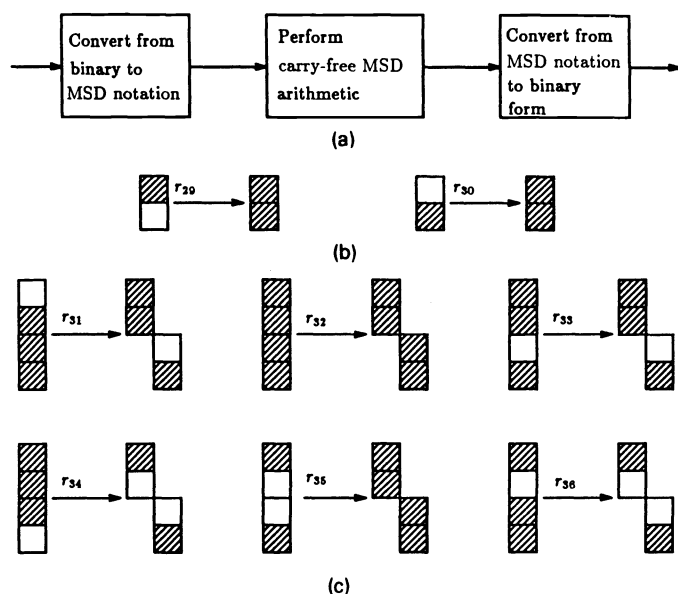 Convert from
binary to
MSD notation
Perform
carry-free MSD
arithmetic
Convert from
MSD notation
to binary
form
(a)
r29
r30
(b)
r31
r32
r33
r34
r35
r36
(c)